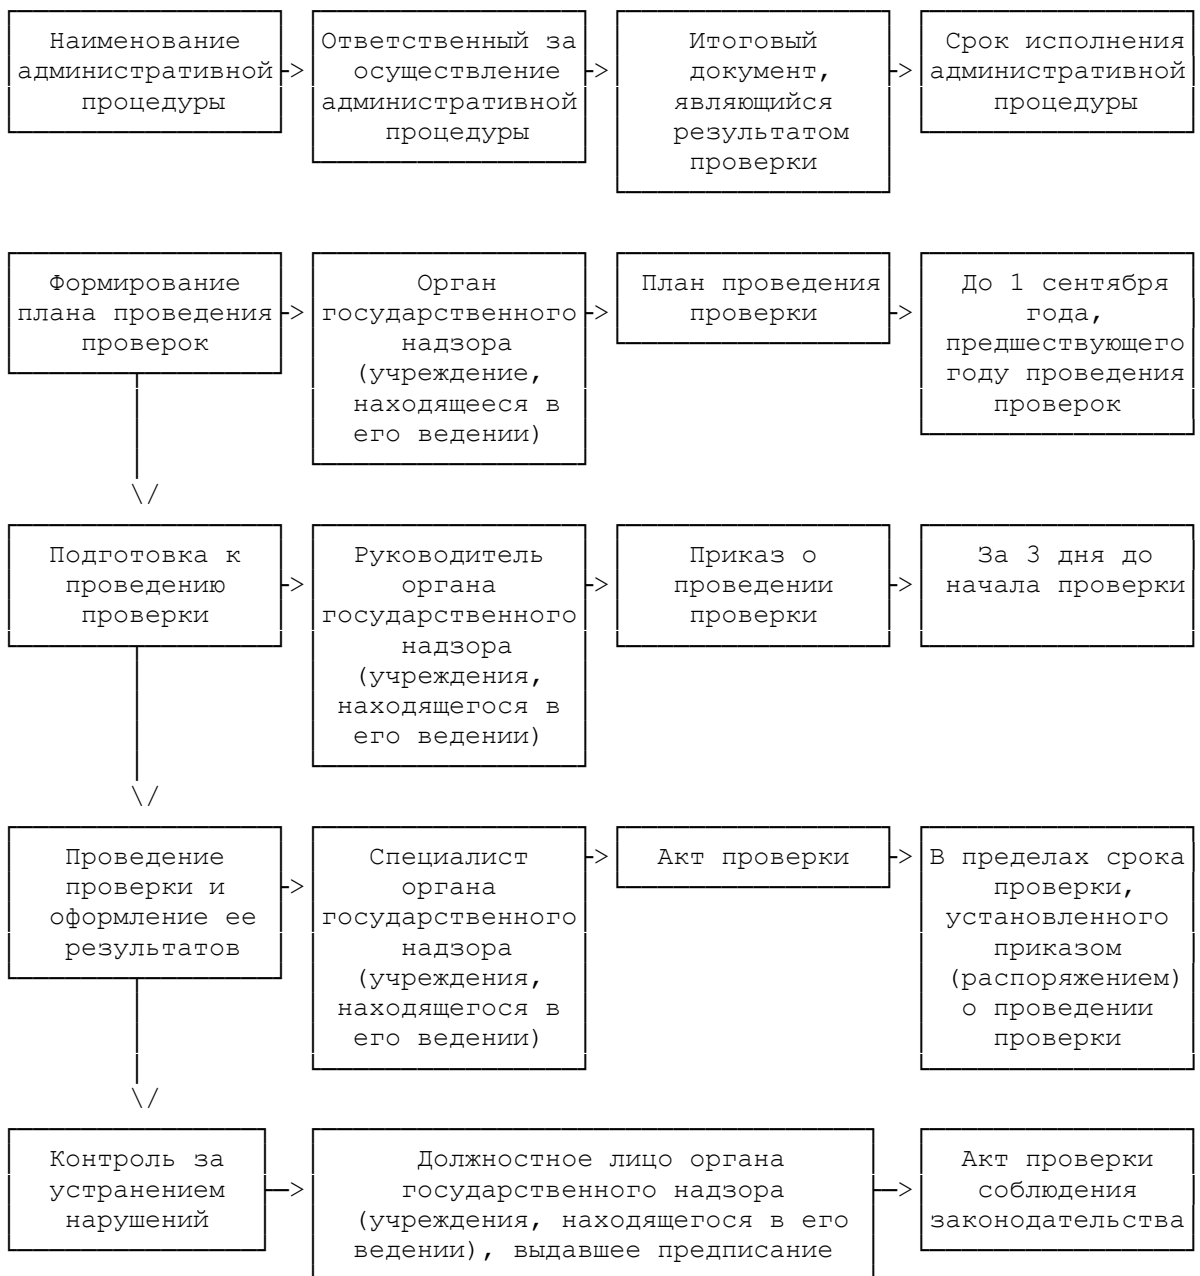 Наименование
административной
процедуры
Ответственный за
осуществление
административной
процедуры
Итоговый
документ,
являющийся
результатом
проверки
Срок исполнения
административной
процедуры
Формирование
плана проведения
проверок
Орган
государственного
надзора
(учреждение,
находящееся в
его ведении)
План проведения
проверки
До 1 сентября
года,
предшествующего
году проведения
проверок
Подготовка к
проведению
проверки
Руководитель
органа
государственного
надзора
(учреждения,
находящегося в
его ведении)
Приказ о
проведении
проверки
За 3 дня до
начала проверки
Проведение
проверки и
оформление ее
результатов
Специалист
органа
государственного
надзора
(учреждения,
находящегося в
его ведении)
Акт проверки
В пределах срока
проверки,
установленного
приказом
(распоряжением)
о проведении
проверки
Контроль за
устранением
нарушений
Должностное лицо органа
государственного надзора
(учреждения, находящегося в его
ведении), выдавшее предписание
Акт проверки
соблюдения
законодательства